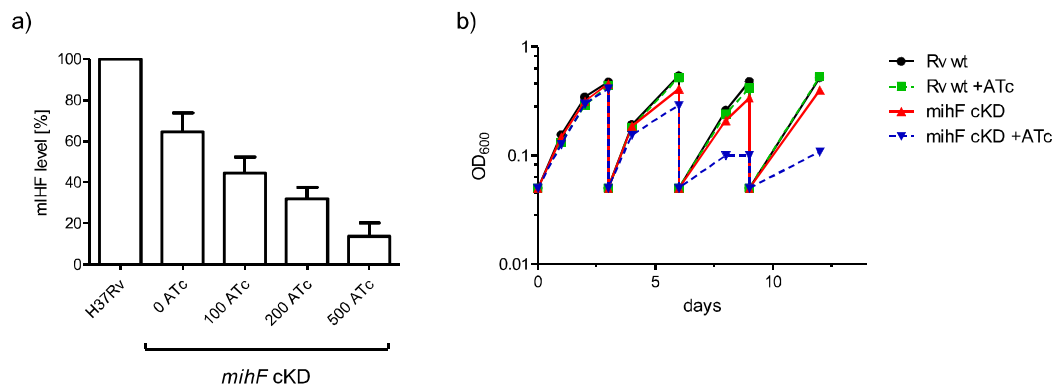 a)
mIHF level [%]
100
80
60
40
20
0
H37Rv
0 ATc
100 ATc
200 ATc
500 ATc
mihF cKD
b)
OD600
1
0.1
0.01
0
5
10
days
Rv wt
Rv wt +ATc
mihF cKD
mihF cKD +ATc